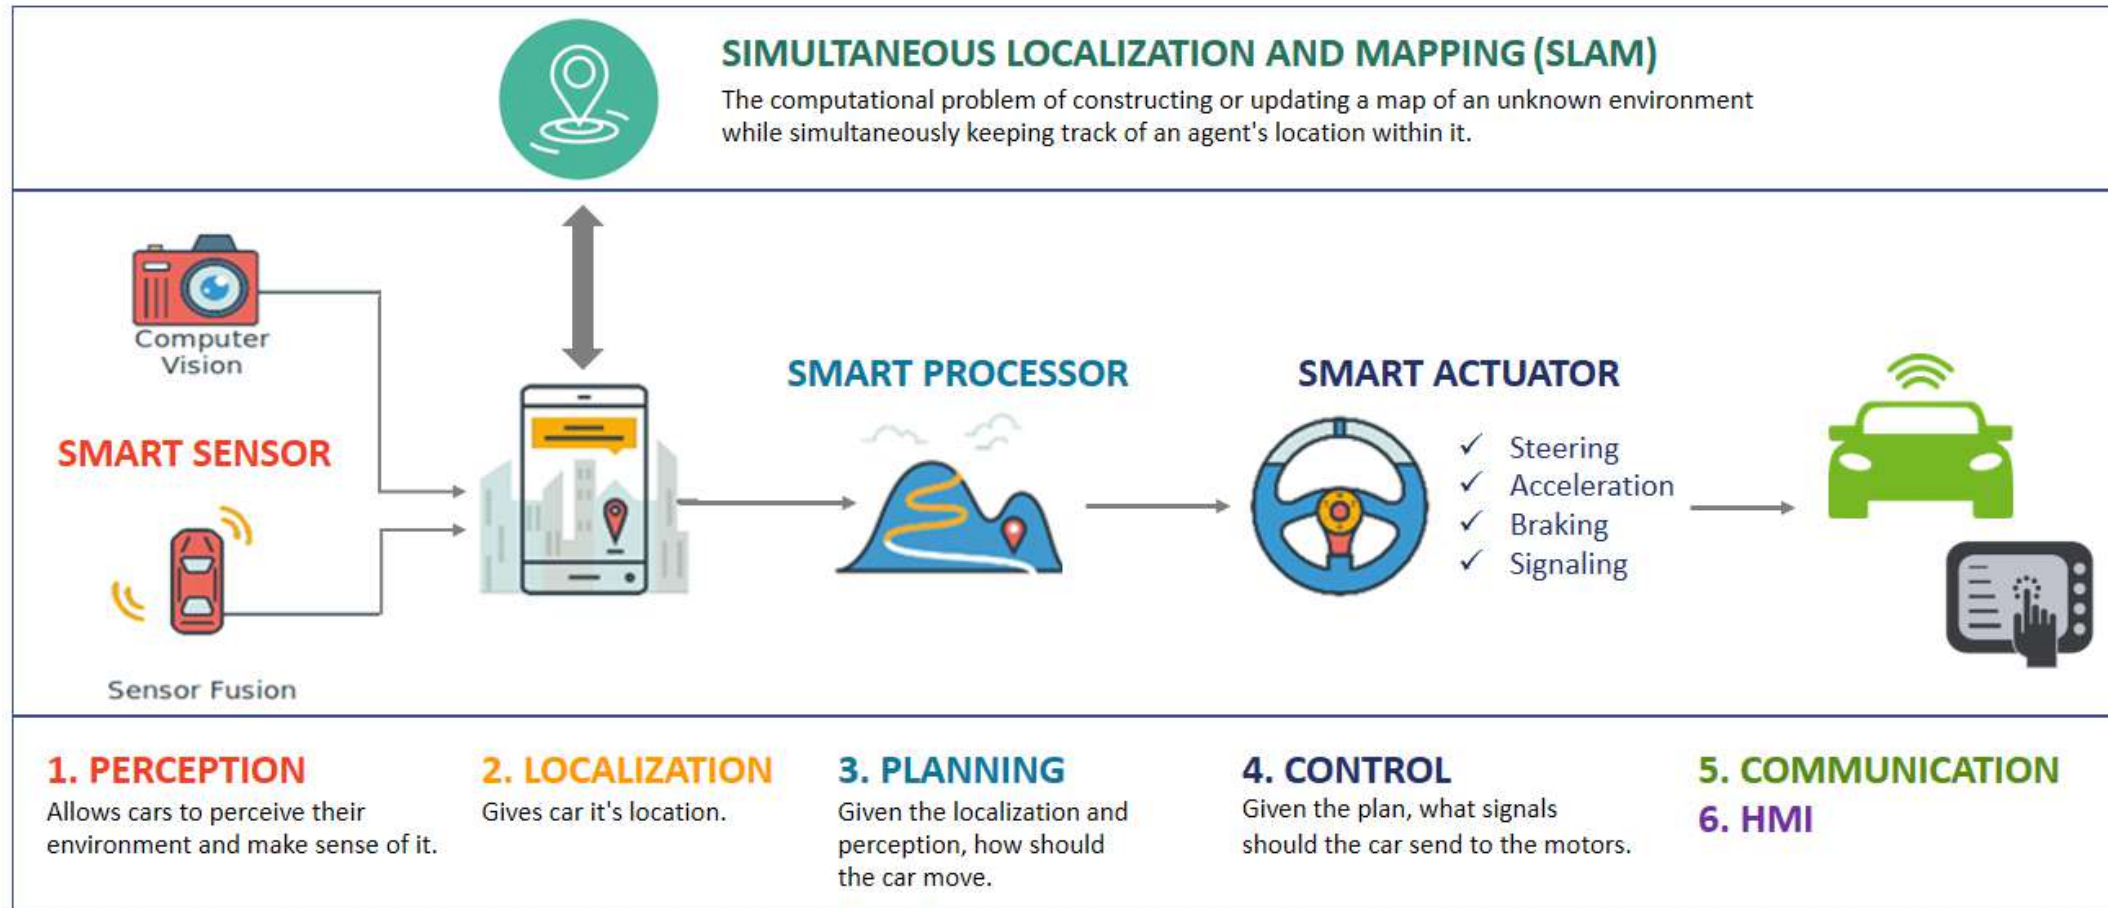 SIMULTANEOUS LOCALIZATION AND MAPPING (SLAM)
The computational problem of constructing or updating a map of an unknown environment
while simultaneously keeping track of an agent's location within it.
Computer
Vision
SMART SENSOR
Sensor Fusion
SMART PROCESSOR
SMART ACTUATOR
✓ Steering
✓ Acceleration
✓ Braking
✓ Signaling
1. PERCEPTION
Allows cars to perceive their
environment and make sense of it.
2. LOCALIZATION
Gives car it's location.
3. PLANNING
Given the localization and
perception, how should
the car move.
4. CONTROL
Given the plan, what signals
should the car send to the motors.
5. COMMUNICATION
6. HMI